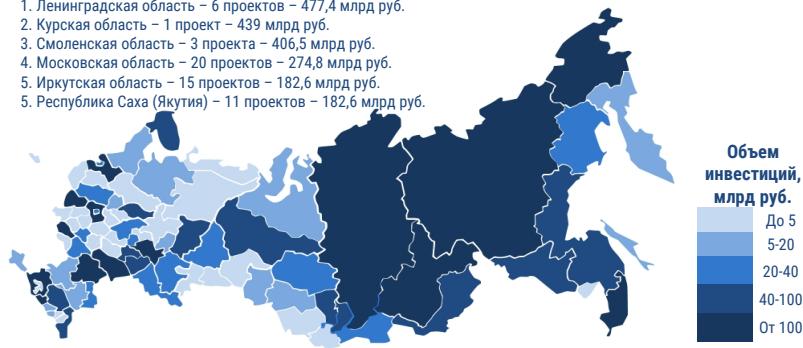 1. Ленинградская область – 6 проектов – 477,4 млрд руб.
2. Курская область – 1 проект – 439 млрд руб.
3. Смоленская область – 3 проекта – 406,5 млрд руб.
4. Московская область – 20 проектов – 274,8 млрд руб.
5. Иркутская область – 15 проектов – 182,6 млрд руб.
5. Республика Саха (Якутия) – 11 проектов – 182,6 млрд руб.
Объем
инвестиций,
млрд руб.
До 5
5-20
20-40
40-100
От 100